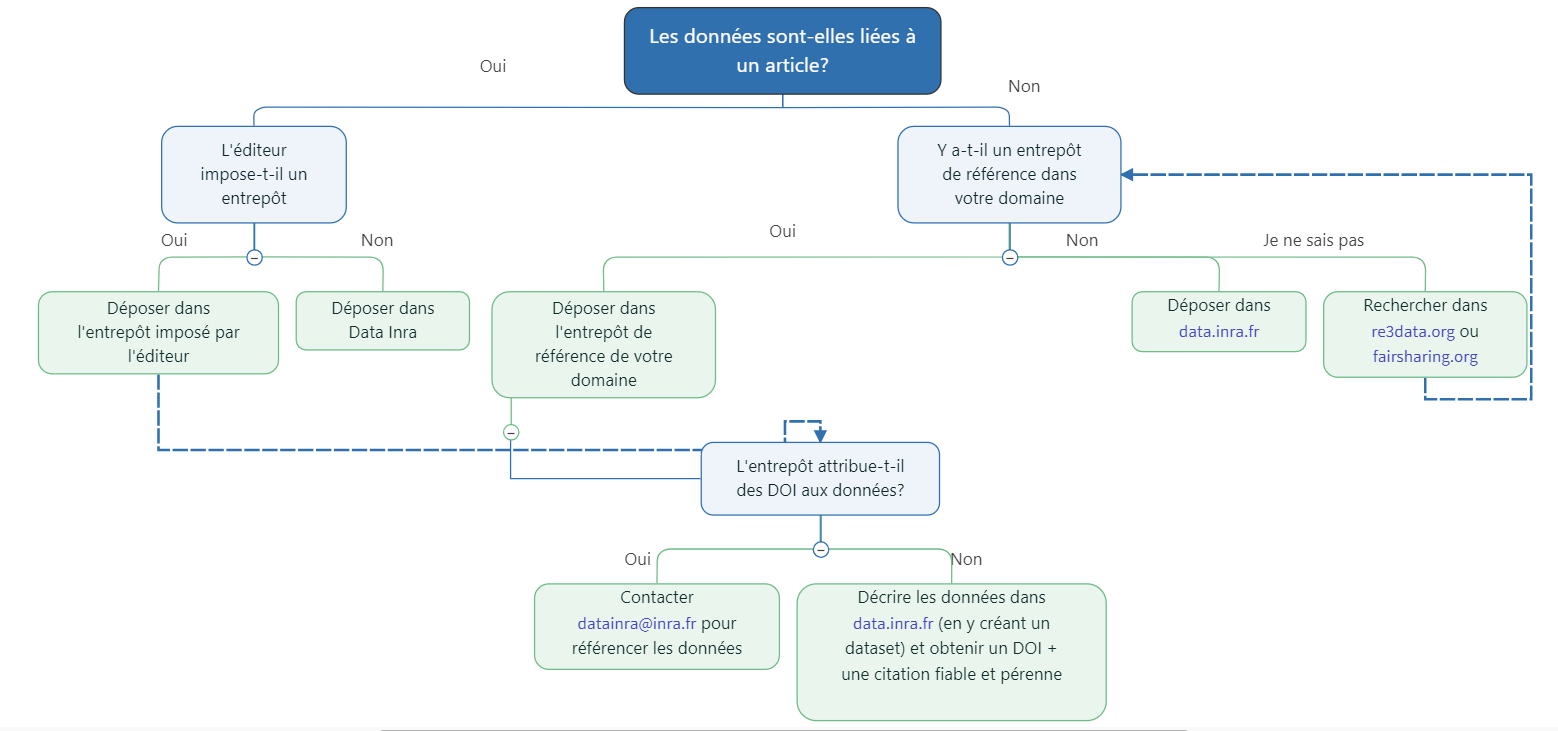 Les données sont-elles liées à
un article?
Oui
Non
L'éditeur
impose-t-il un
entrepôt
Y a-t-il un entrepôt
de référence dans
votre domaine
Oui
Non
Oui
Non
Je ne sais pas
Déposer dans
l'entrepôt imposé par
l'éditeur
Déposer dans
Data Inra
Déposer dans
l'entrepôt de
référence de votre
domaine
Déposer dans
data.inra.fr
Rechercher dans
re3data.org ou
fairsharing.org
L'entrepôt attribue-t-il
des DOI aux données?
Oui
Non
Contacter
datainra@inra.fr pour
référencer les données
Décrire les données dans
data.inra.fr (en y créant un
dataset) et obtenir un DOI +
une citation fiable et pérenne